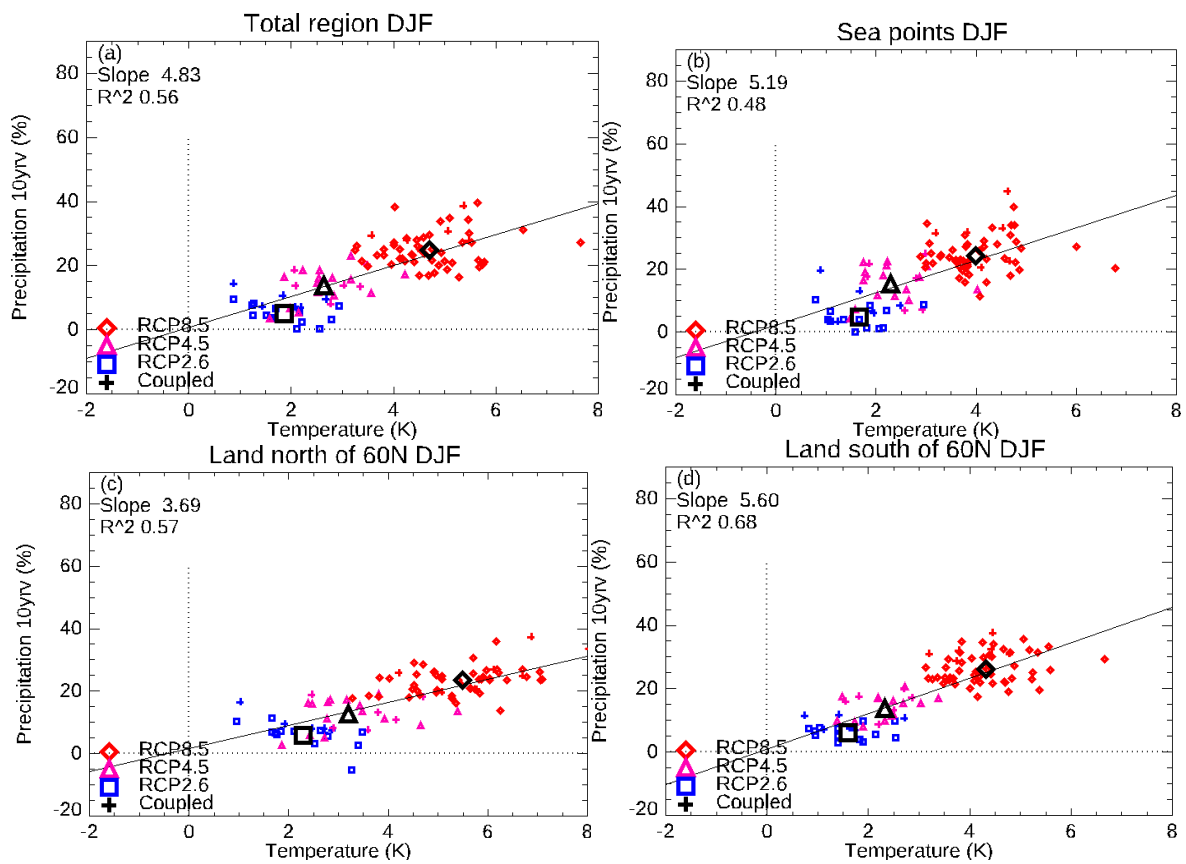 Total region DJF
(a)
Slope 4.83
R^2 0.56
80
60
40
20
0
-20
Precipitation 10yrv (%)
RCP8.5
RCP4.5
RCP2.6
Coupled
-2 0 2 4 6 8
Temperature (K)
Sea points DJF
(b)
Slope 5.19
R^2 0.48
80
60
40
20
0
-20
Precipitation 10yrv (%)
RCP8.5
RCP4.5
RCP2.6
Coupled
-2 0 2 4 6 8
Temperature (K)
Land north of 60N DJF
(c)
Slope 3.69
R^2 0.57
80
60
40
20
0
-20
Precipitation 10yrv (%)
RCP8.5
RCP4.5
RCP2.6
Coupled
-2 0 2 4 6 8
Temperature (K)
Land south of 60N DJF
(d)
Slope 5.60
R^2 0.68
80
60
40
20
0
-20
Precipitation 10yrv (%)
RCP8.5
RCP4.5
RCP2.6
Coupled
-2 0 2 4 6 8
Temperature (K)